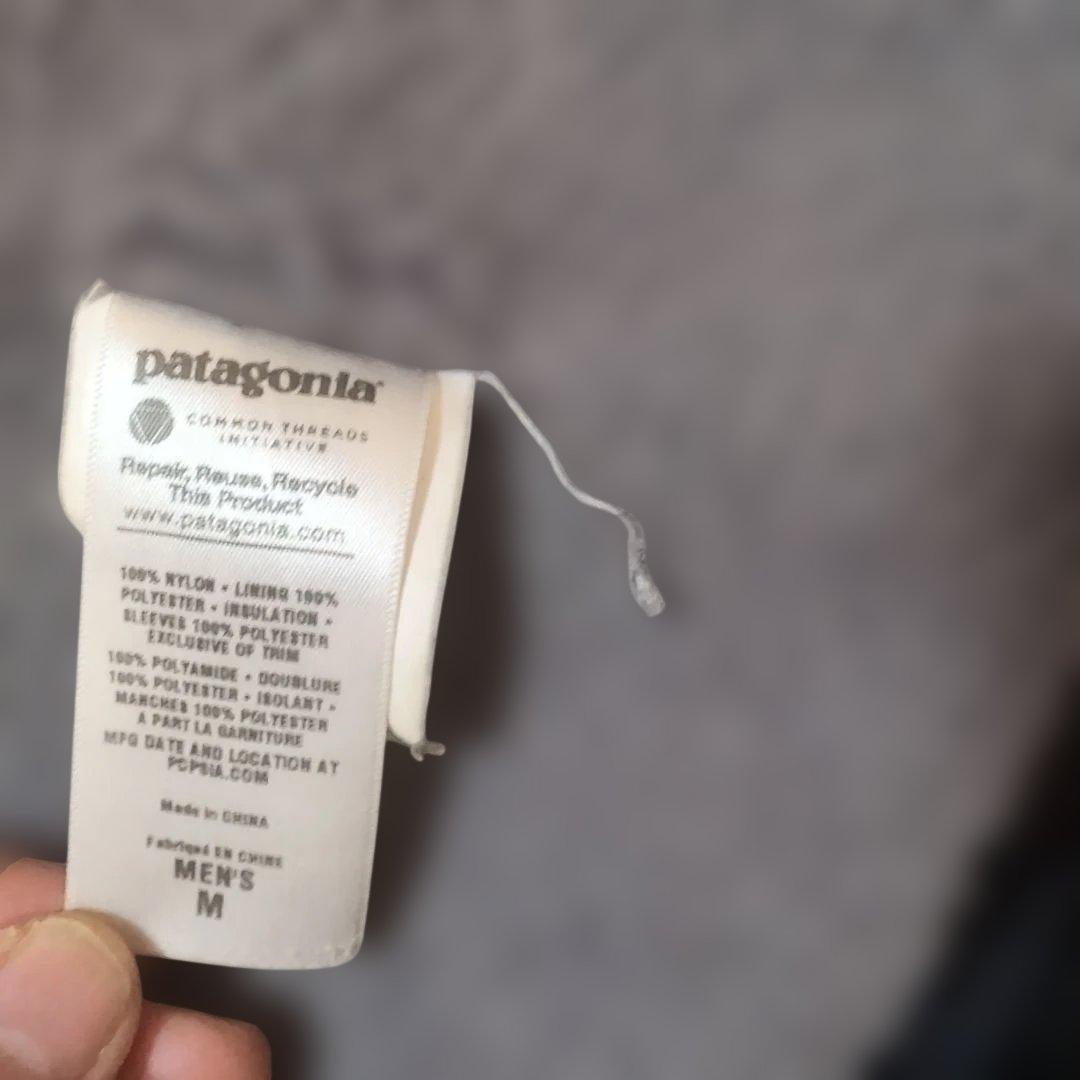 patagonia®
COMMON THREADS
INITIATIVE
Repair, Reuse, Recycle
This Product
www.patagonia.com
100% NYLON • LINING 100%
POLYESTER • INSULATION •
SLEEVES 100% POLYESTER
EXCLUSIVE OF TRIM
100% POLYAMIDE • DOUBLURE
100% POLYESTER • ISOLANT •
MANCHES 100% POLYESTER
A PART LA GARNITURE
MFG DATE AND LOCATION AT
PCPSIA.COM
Made in CHINA
Fabriqué EN CHINE
MEN'S
M